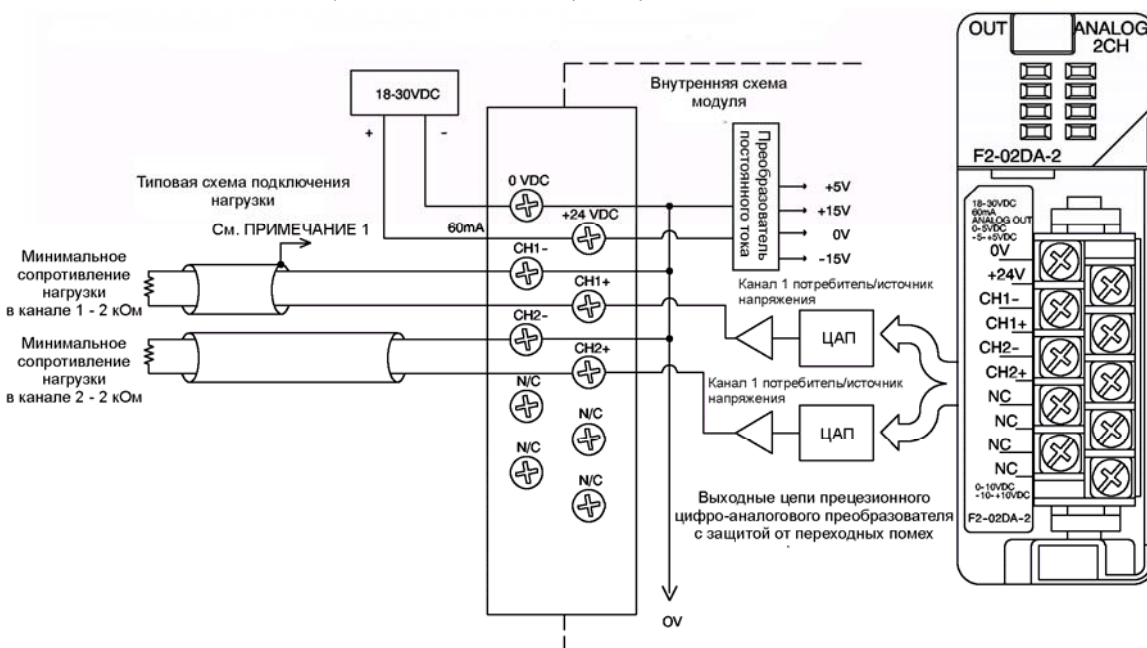 18-30VDC
+
-
Внутренняя схема
модуля
Преобразователь
постоянного тока
+5V
+15V
0V
-15V
Типовая схема подключения
нагрузки
См. ПРИМЕЧАНИЕ 1
60mA
0 VDC
+24 VDC
CH1-
CH1+
CH2-
CH2+
N/C
N/C
N/C
N/C
Минимальное
сопротивление
нагрузки
в канале 1 - 2 кОм
Минимальное
сопротивление
нагрузки
в канале 2 - 2 кОм
Канал 1 потребитель/источник
напряжения
ЦАП
Канал 1 потребитель/источник
напряжения
ЦАП
Выходные цепи прецезионного
цифро-аналогового преобразователя
с защитой от переходных помех
0V
OUT
ANALOG
2CH
F2-02DA-2
18-30VDC
60mA
ANALOG OUT
0-5VDC
-5-+5VDC
0V
+24V
CH1-
CH1+
CH2-
CH2+
NC
NC
NC
0-10VDC
-10-+10VDC
F2-02DA-2